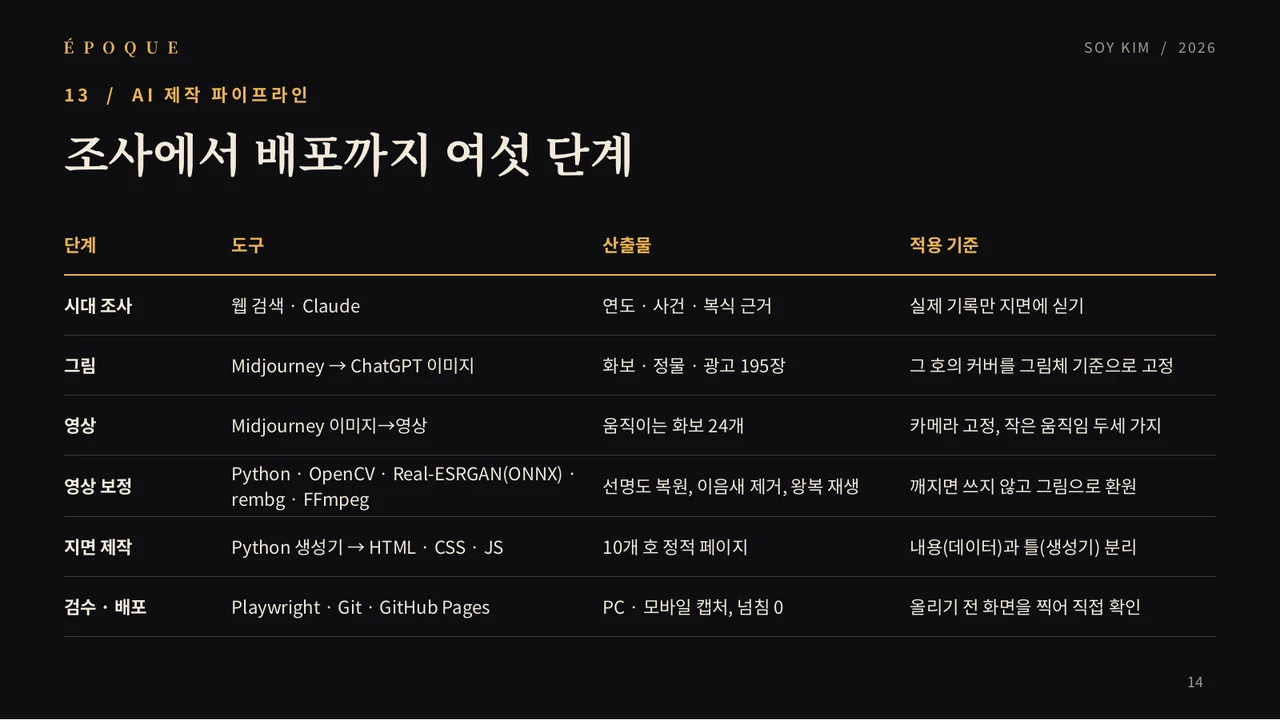 ÉPOQUE
SOY KIM / 2026
13 / AI 제작 파이프라인
조사에서 배포까지 여섯 단계
단계 도구 산출물 적용 기준
시대 조사 웹 검색 · Claude 연도 · 사건 · 복식 근거 실제 기록만 지면에 싣기
그림 Midjourney → ChatGPT 이미지 화보 · 정물 · 광고 195장 그 호의 커버를 그림체 기준으로 고정
영상 Midjourney 이미지→영상 움직이는 화보 24개 카메라 고정, 작은 움직임 두세 가지
영상 보정 Python · OpenCV · Real-ESRGAN(ONNX) ·
rembg · FFmpeg 선명도 복원, 이음새 제거, 왕복 재생 깨지면 쓰지 않고 그림으로 환원
지면 제작 Python 생성기 → HTML · CSS · JS 10개 호 정적 페이지 내용(데이터)과 틀(생성기) 분리
검수 · 배포 Playwright · Git · GitHub Pages PC · 모바일 캡처, 넘침 0 올리기 전 화면을 찍어 직접 확인
14